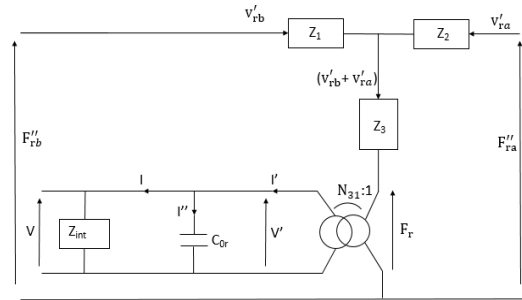 v′rb
Z1
Z2
v′ra
(v′rb + v′ra)
F″rb
Z3
F″ra
I
I′
N31:1
I″
V
Zint
C0r
V′
Fr